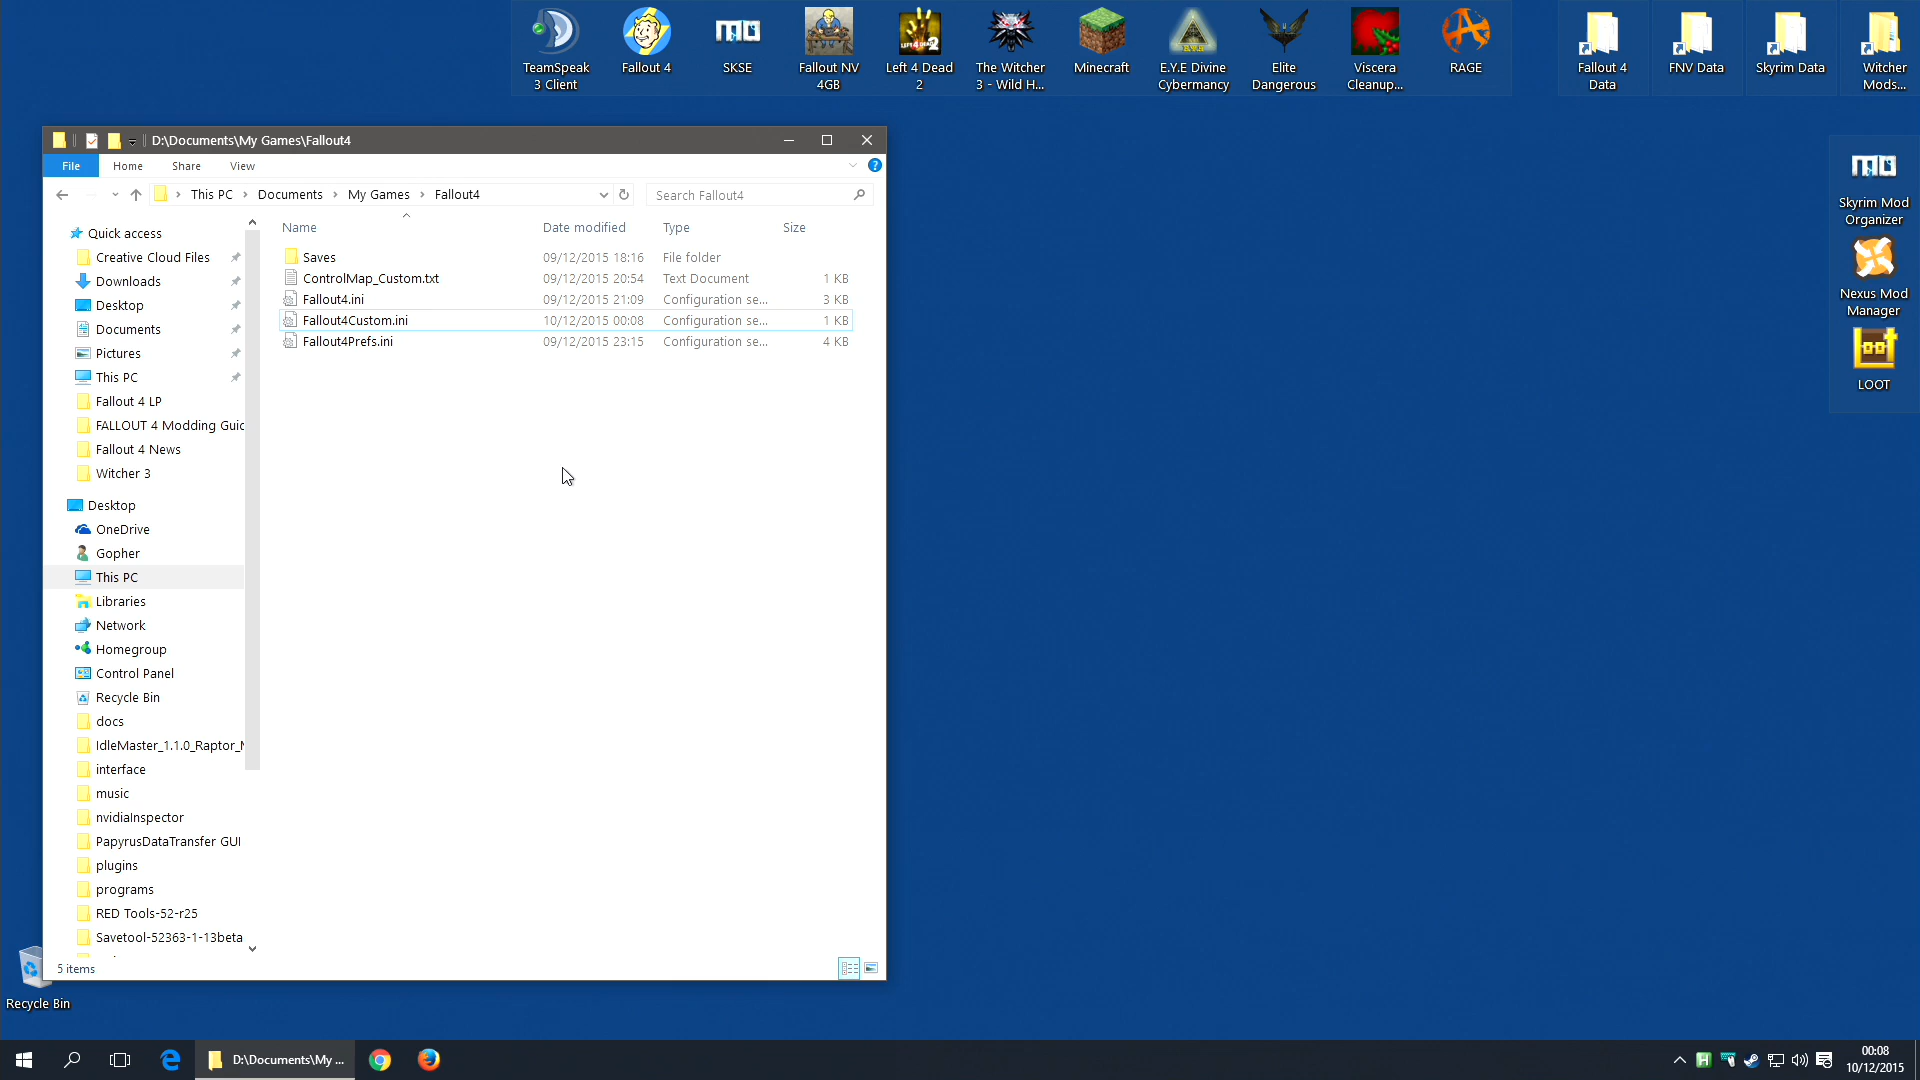 TeamSpeak
3 Client
Fallout 4
SKSE
Fallout NV
4GB
Left 4 Dead
2
The Witcher
3 - Wild H...
Minecraft
E.Y.E Divine
Cybermancy
Elite
Dangerous
Viscera
Cleanup...
RAGE
Fallout 4
Data
FNV Data
Skyrim Data
Witcher
Mods...
D:\Documents\My Games\Fallout4
File
Home
Share
View
This PC
Documents
My Games
Fallout4
Search Fallout4
Name
Date modified
Type
Size
Saves 09/12/2015 18:16 File folder
ControlMap_Custom.txt 09/12/2015 20:54 Text Document 1 KB
Fallout4.ini 09/12/2015 21:09 Configuration se... 3 KB
Fallout4Custom.ini 10/12/2015 00:08 Configuration se... 1 KB
Fallout4Prefs.ini 09/12/2015 23:15 Configuration se... 4 KB
Quick access
Creative Cloud Files
Downloads
Desktop
Documents
Pictures
This PC
Fallout 4 LP
FALLOUT 4 Modding Guic
Fallout 4 News
Witcher 3
Desktop
OneDrive
Gopher
This PC
Libraries
Network
Homegroup
Control Panel
Recycle Bin
docs
IdleMaster_1.1.0_Raptor_N
interface
music
nvidiaInspector
PapyrusDataTransfer GUI
plugins
programs
RED Tools-52-r25
Savetool-52363-1-13beta
5 items
Skyrim Mod
Organizer
Nexus Mod
Manager
LOOT
Recycle Bin
D:\Documents\My ...
00:08
10/12/2015